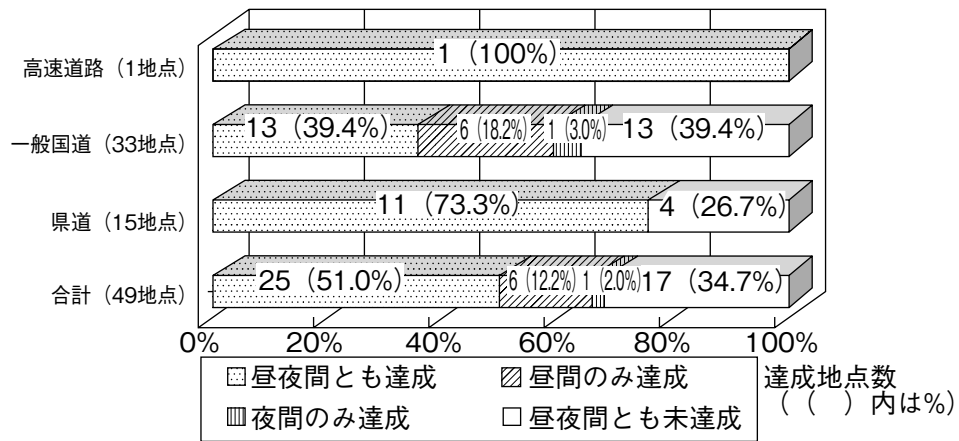 高速道路（1地点）
1（100%）
一般国道（33地点）
13（39.4%） 6（18.2%） 1（3.0%） 13（39.4%）
県道（15地点）
11（73.3%） 4（26.7%）
合計（49地点）
25（51.0%） 6（12.2%） 1（2.0%） 17（34.7%）
0% 20% 40% 60% 80% 100%
昼夜間とも達成 昼間のみ達成
夜間のみ達成 昼夜間とも未達成
達成地点数
（（　）内は%）